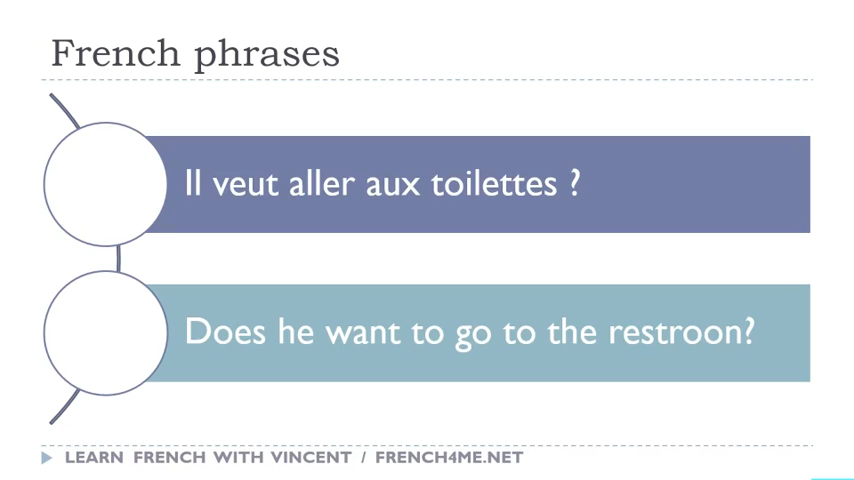 French phrases
Il veut aller aux toilettes ?
Does he want to go to the restroon?
LEARN FRENCH WITH VINCENT / FRENCH4ME.NET